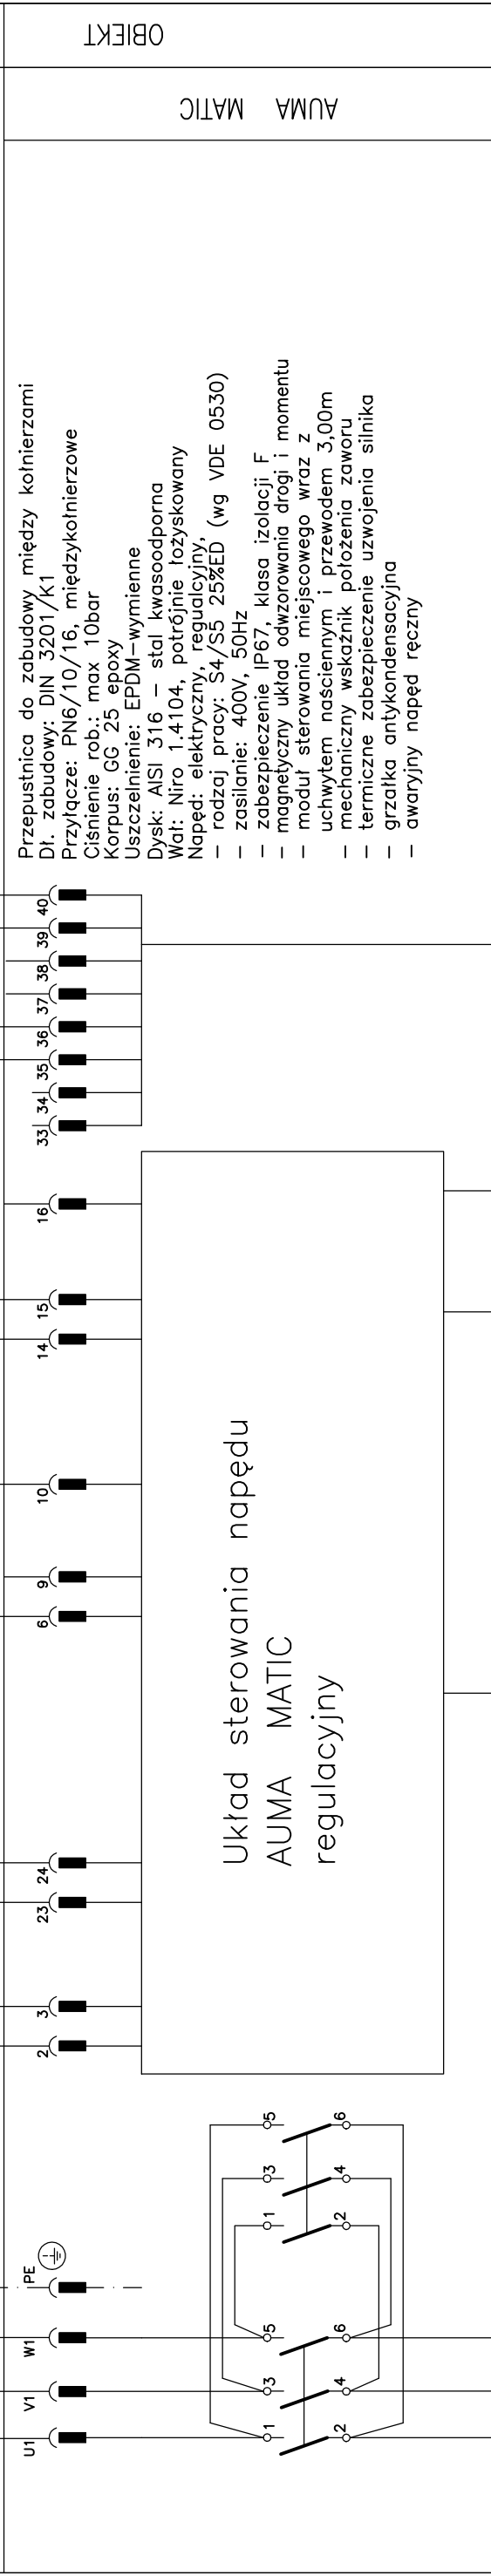 OBIEKT
AUMA MATIC
Przepustnica do zabudowy między kołnierzami
Dł. zabudowy: DIN 3201/K1
Przyłącze: PN6/10/16, międzykołnierzowe
Ciśnienie rob.: max 10bar
Korpus: GG 25 epoxy
Uszczelnienie: EPDM-wymienne
Dysk: AISI 316 – stal kwasoodporna
Wał: Niro 1.4104, potrójnie łożyskowany
Napęd: elektryczny, regualcyjny,
– rodzaj pracy: S4/S5 25%ED (wg VDE 0530)
– zasilanie: 400V, 50Hz
– zabezpieczenie IP67, klasa izolacji F
– magnetyczny układ odwzorowania drogi i momentu
– moduł sterowania miejscowego wraz z
uchwytem naściennym i przewodem 3,00m
– mechaniczny wskaźnik położenia zaworu
– termiczne zabezpieczenie uzwojenia silnika
– grzałka antykondensacyjna
– awaryjny napęd ręczny
U1 V1 W1 PE 2 3 23 24 6 9 10 14 15 16 33 34 35 36 37 38 39 40
Układ sterowania napędu
AUMA MATIC
regulacyjny
1 3 5 1 3 5
2 4 6 2 4 6